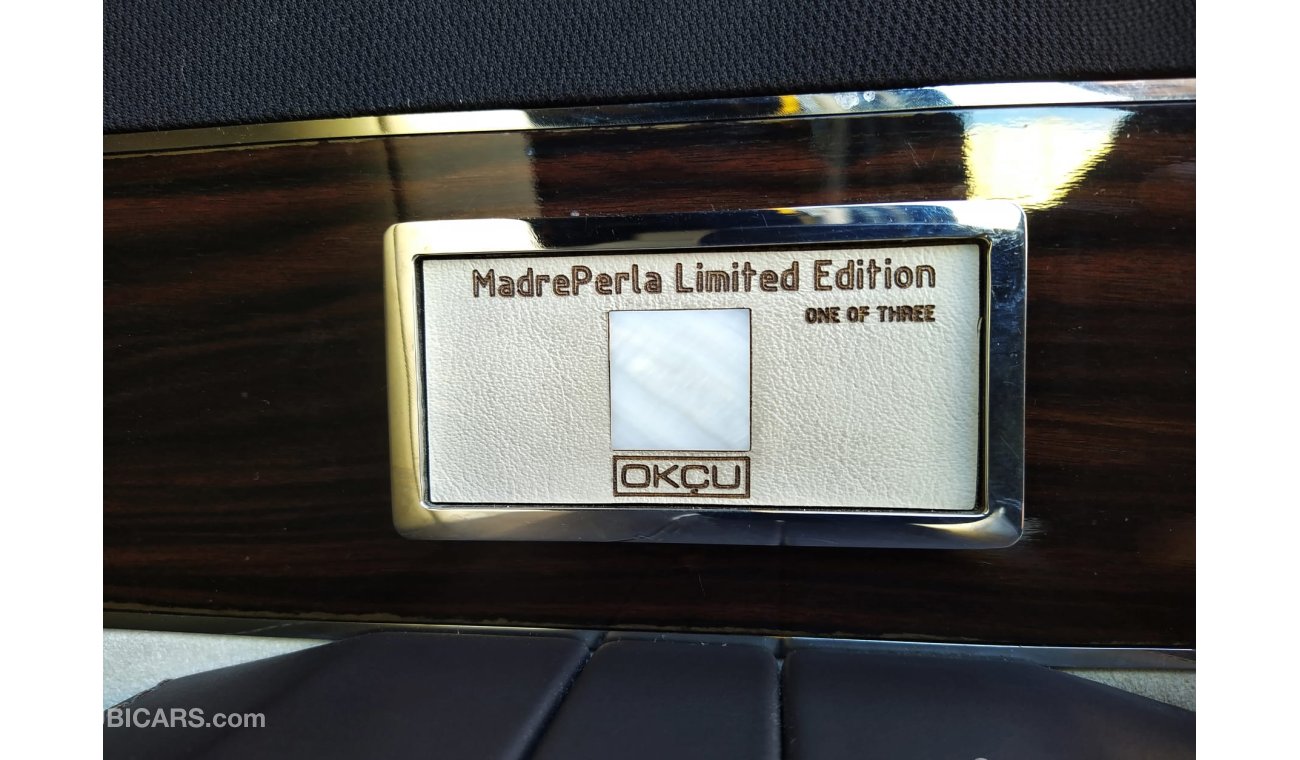 MadrePerla Limited Edition
ONE OF THREE
OKÇU
BICARS.com